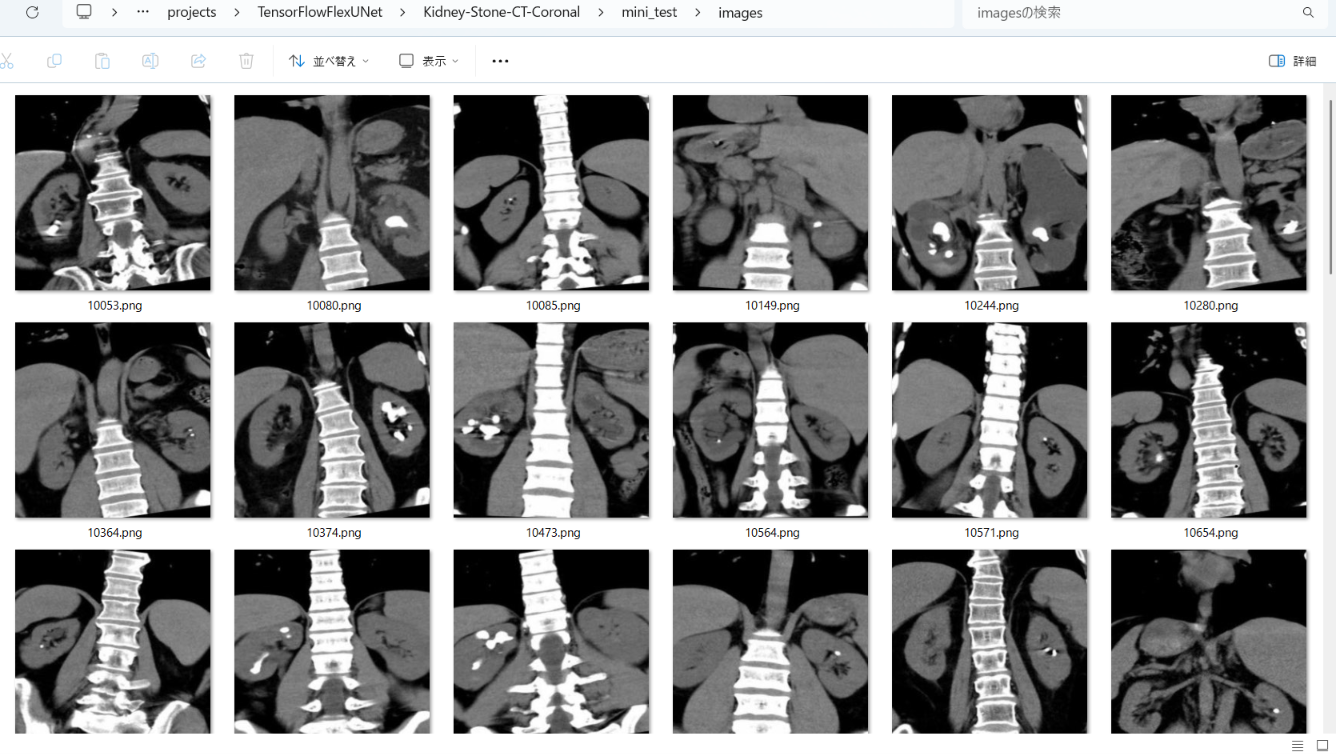 … projects TensorFlowFlexUNet Kidney-Stone-CT-Coronal mini_test images
imagesの検索
並べ替え 表示 詳細
10053.png 10080.png 10085.png 10149.png 10244.png 10280.png
10364.png 10374.png 10473.png 10564.png 10571.png 10654.png